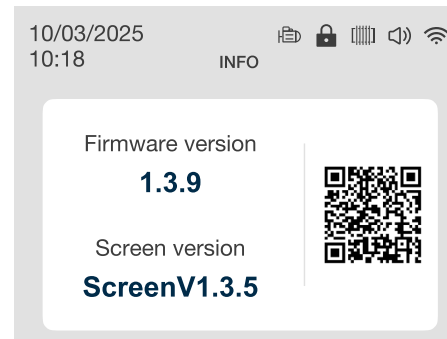 10/03/2025
10:18
INFO
Firmware version
1.3.9
Screen version
ScreenV1.3.5